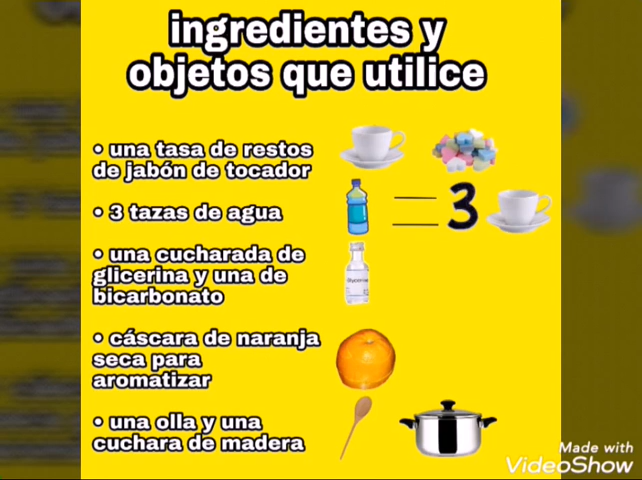 ingredientes y
objetos que utilice
• una tasa de restos
de jabón de tocador
• 3 tazas de agua
3
• una cucharada de
glicerina y una de
bicarbonato
• cáscara de naranja
seca para
aromatizar
• una olla y una
cuchara de madera
Made with
VideoShow